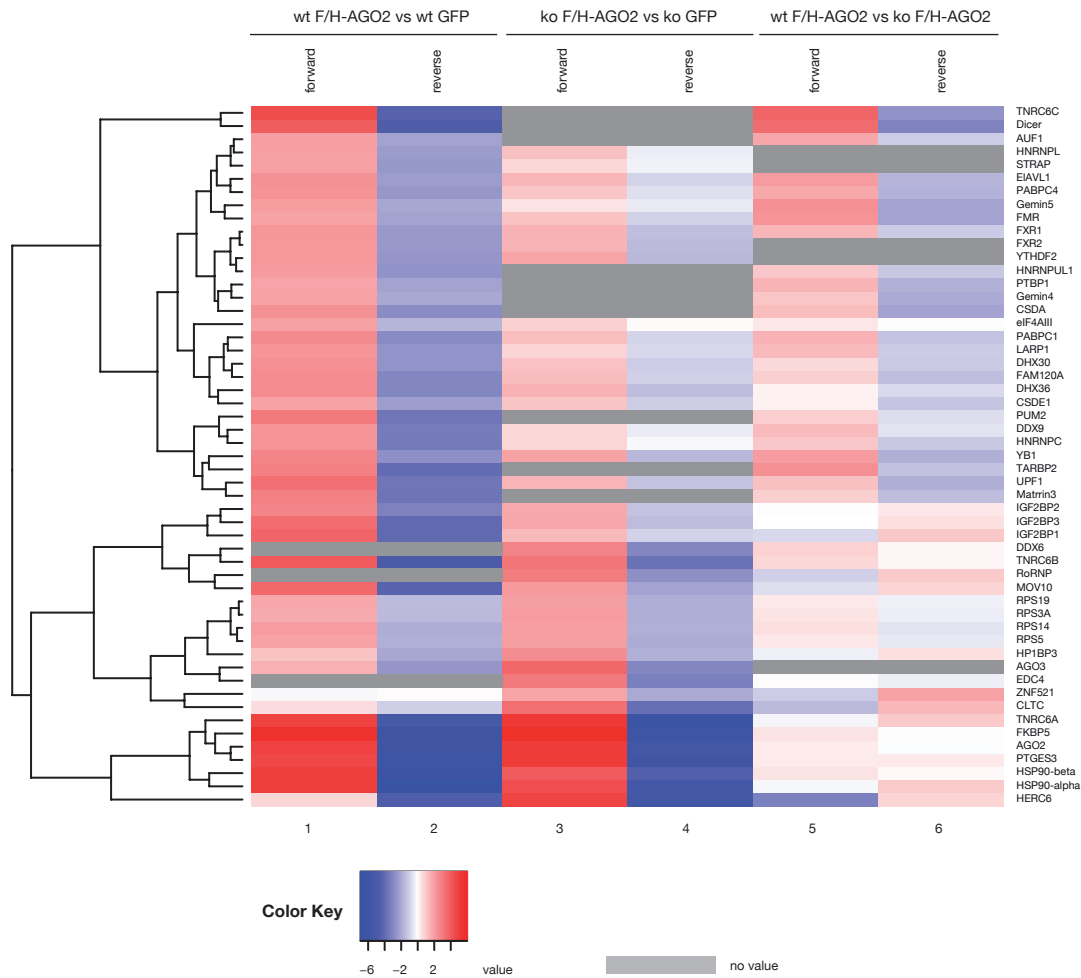 wt F/H-AGO2 vs wt GFP ko F/H-AGO2 vs ko GFP wt F/H-AGO2 vs ko F/H-AGO2
forward reverse forward reverse forward reverse
TNRC6C
Dicer
AUF1
HNRNPL
STRAP
ElAVL1
PABPC4
Gemin5
FMR
FXR1
FXR2
YTHDF2
HNRNPUL1
PTBP1
Gemin4
CSDA
eIF4AIII
PABPC1
LARP1
DHX30
FAM120A
DHX36
CSDE1
PUM2
DDX9
HNRNPC
YB1
TARBP2
UPF1
Matrrin3
IGF2BP2
IGF2BP3
IGF2BP1
DDX6
TNRC6B
RoRNP
MOV10
RPS19
RPS3A
RPS14
RPS5
HP1BP3
AGO3
EDC4
ZNF521
CLTC
TNRC6A
FKBP5
AGO2
PTGES3
HSP90-beta
HSP90-alpha
HERC6
1 2 3 4 5 6
Color Key
−6 −2 2 value
no value